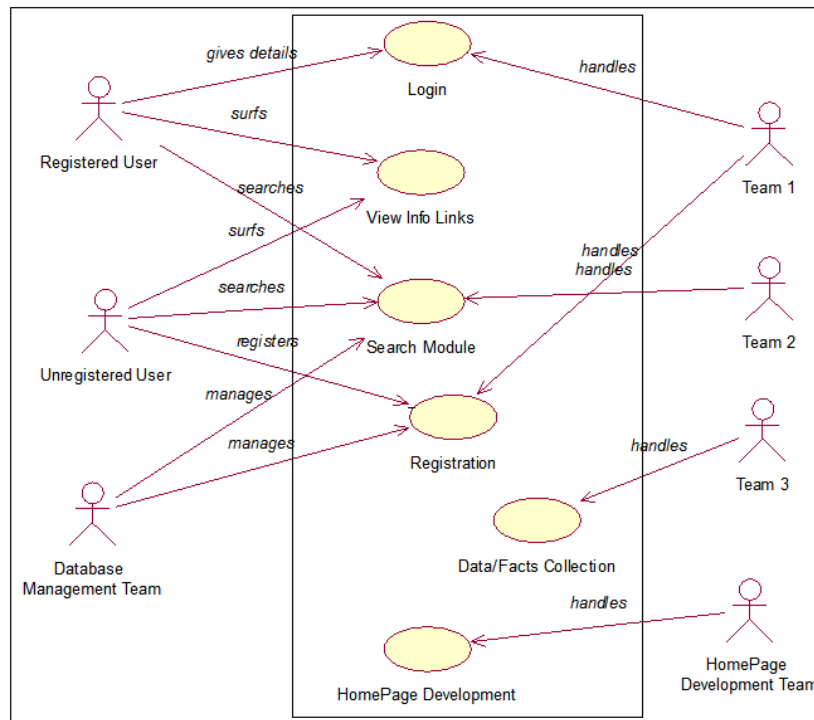 gives details
handles
Login
surfs
Registered User
Team 1
searches
View Info Links
surfs
handles
handles
searches
registers
Search Module
Team 2
Unregistered User
manages
manages
handles
Registration
Team 3
Data/Facts Collection
Database
Management Team
handles
HomePage
Development Team
HomePage Development